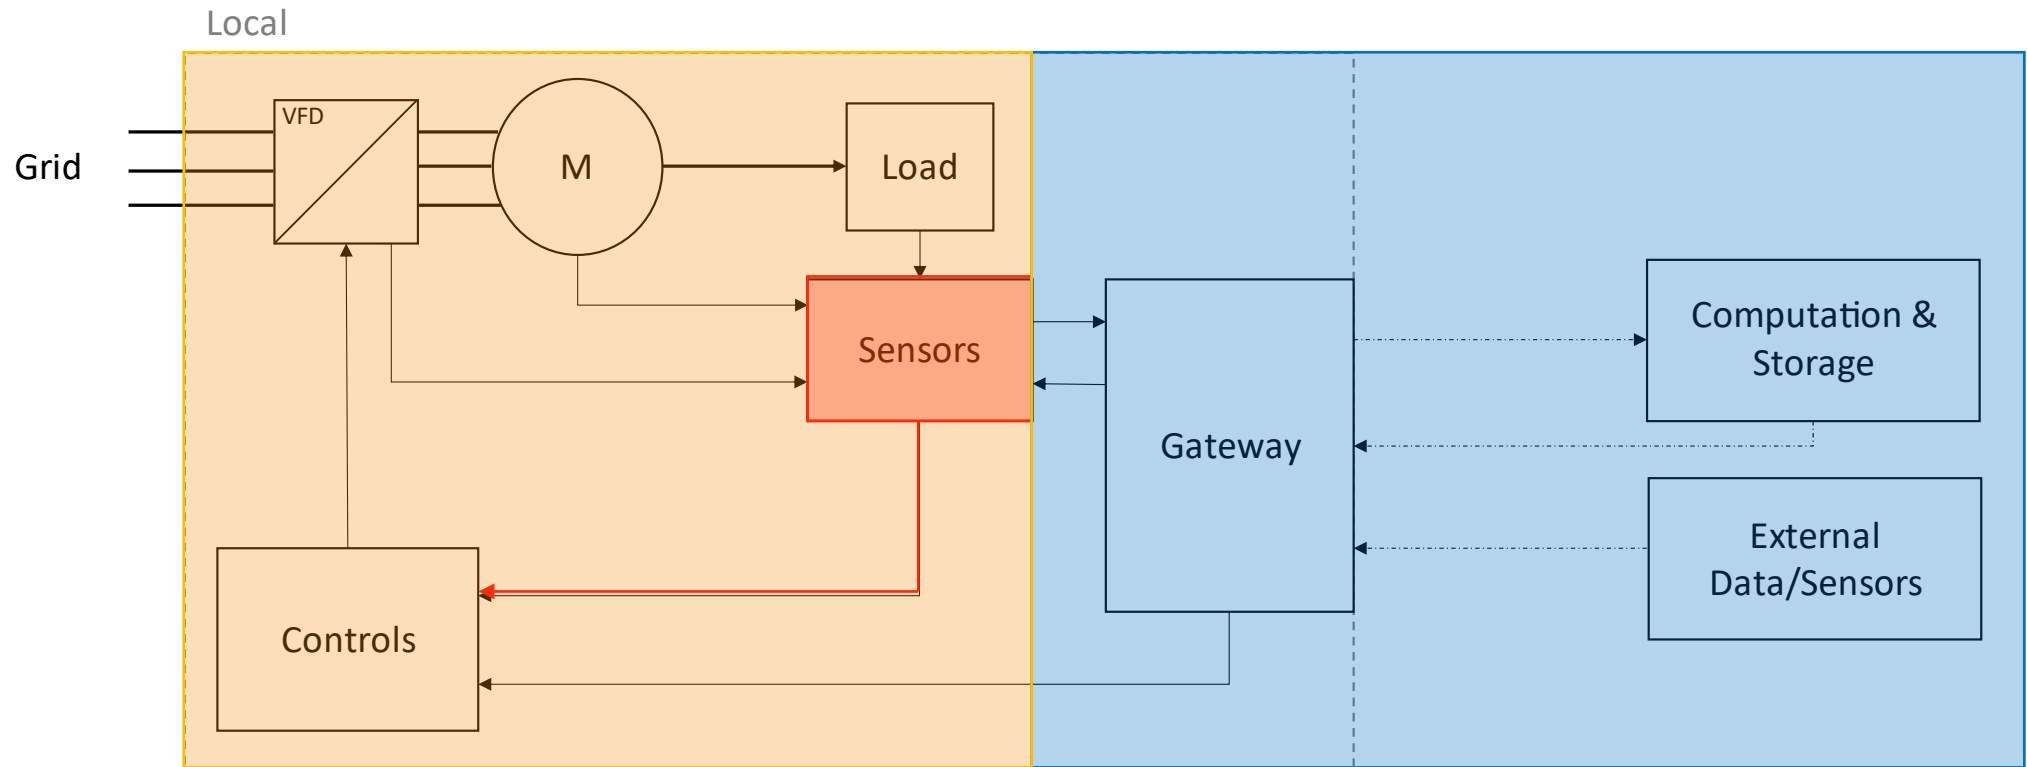 Local
VFD
Grid
M
Load
Sensors
Computation &
Storage
Gateway
External
Data/Sensors
Controls